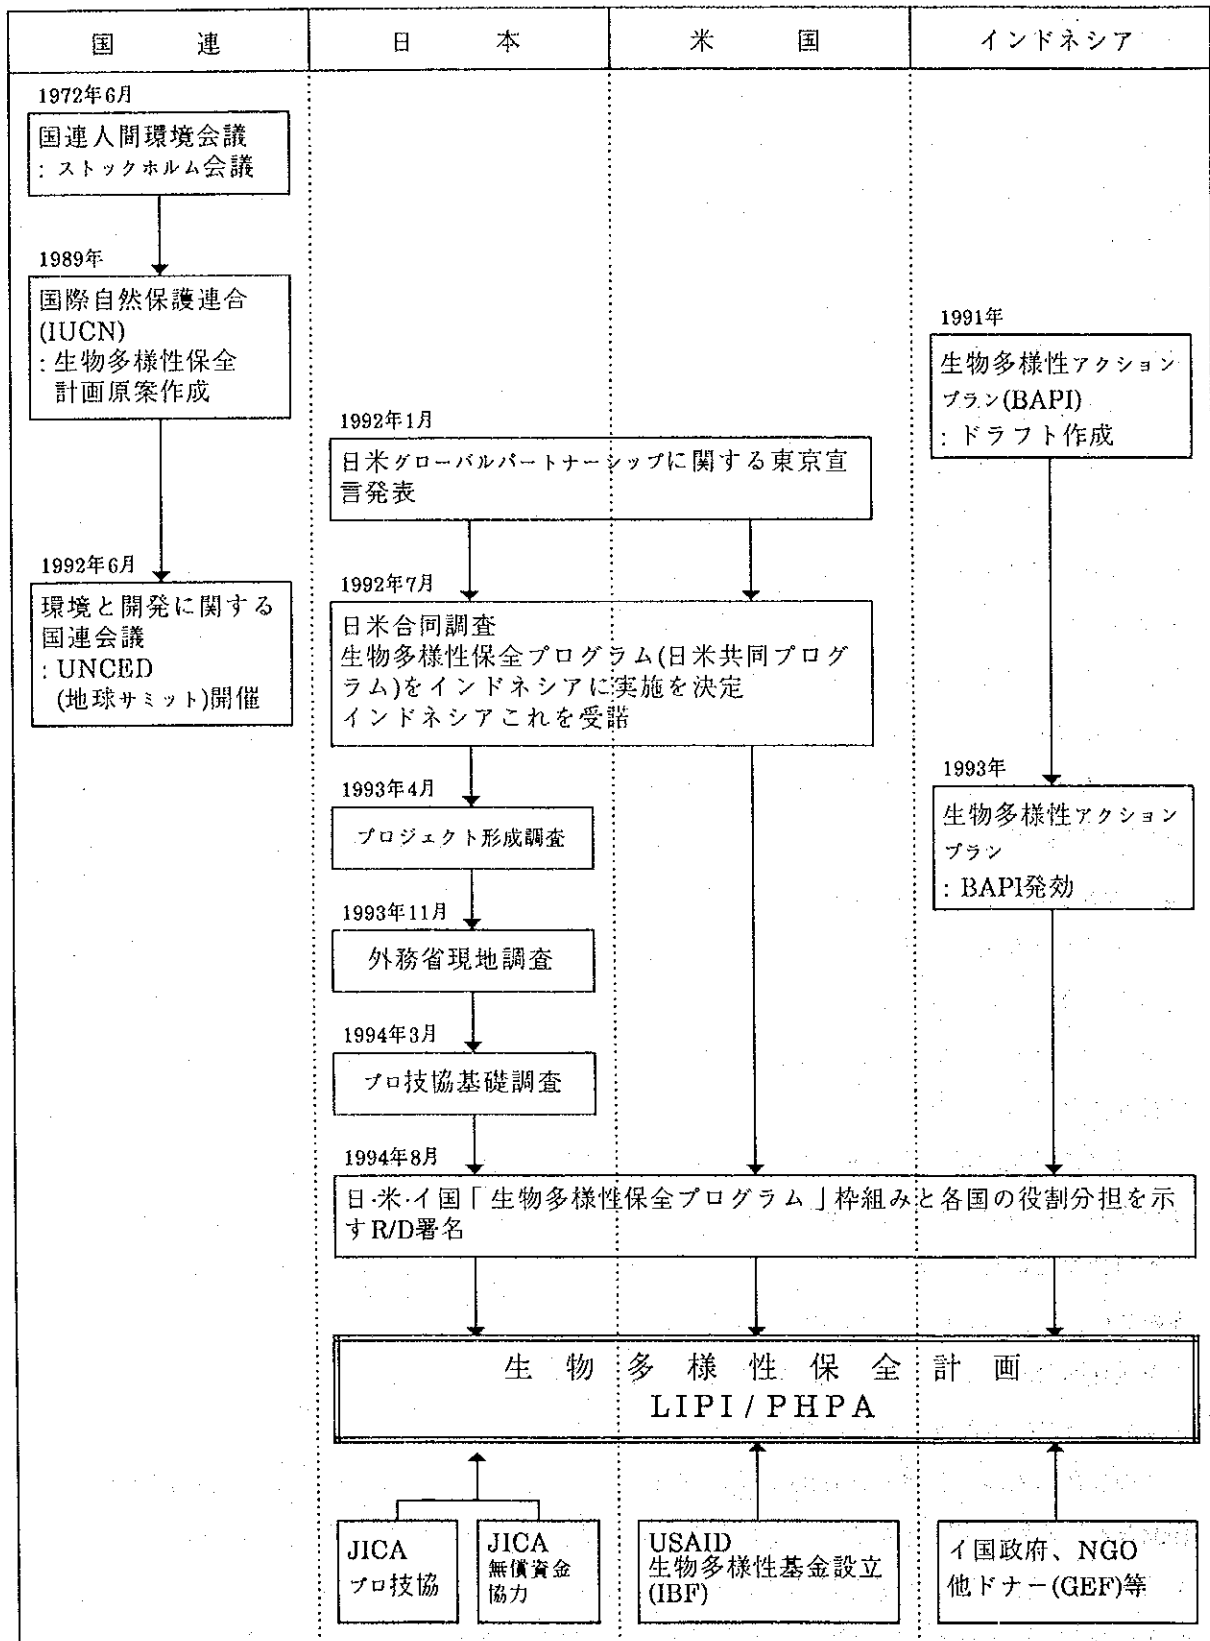 国 連
日 本
米 国
インドネシア
1972年6月
国連人間環境会議
: ストックホルム会議
1989年
国際自然保護連合
(IUCN)
: 生物多様性保全
計画原案作成
1992年6月
環境と開発に関する
国連会議
: UNCED
(地球サミット)開催
1992年1月
日米グローバルパートナーシップに関する東京宣
言発表
1992年7月
日米合同調査
生物多様性保全プログラム(日米共同プログ
ラム)をインドネシアに実施を決定
インドネシアこれを受諾
1993年4月
プロジェクト形成調査
1993年11月
外務省現地調査
1994年3月
プロ技協基礎調査
1991年
生物多様性アクション
プラン(BAPI)
: ドラフト作成
1993年
生物多様性アクション
プラン
: BAPI発効
1994年8月
日·米·イ国「生物多様性保全プログラム」枠組みと各国の役割分担を示
すR/D署名
生 物 多 様 性 保 全 計 画
LIPI/PHPA
JICA
プロ技協
JICA
無償資金
協力
USAID
生物多様性基金設立
(IBF)
イ国政府、NGO
他ドナー(GEF)等